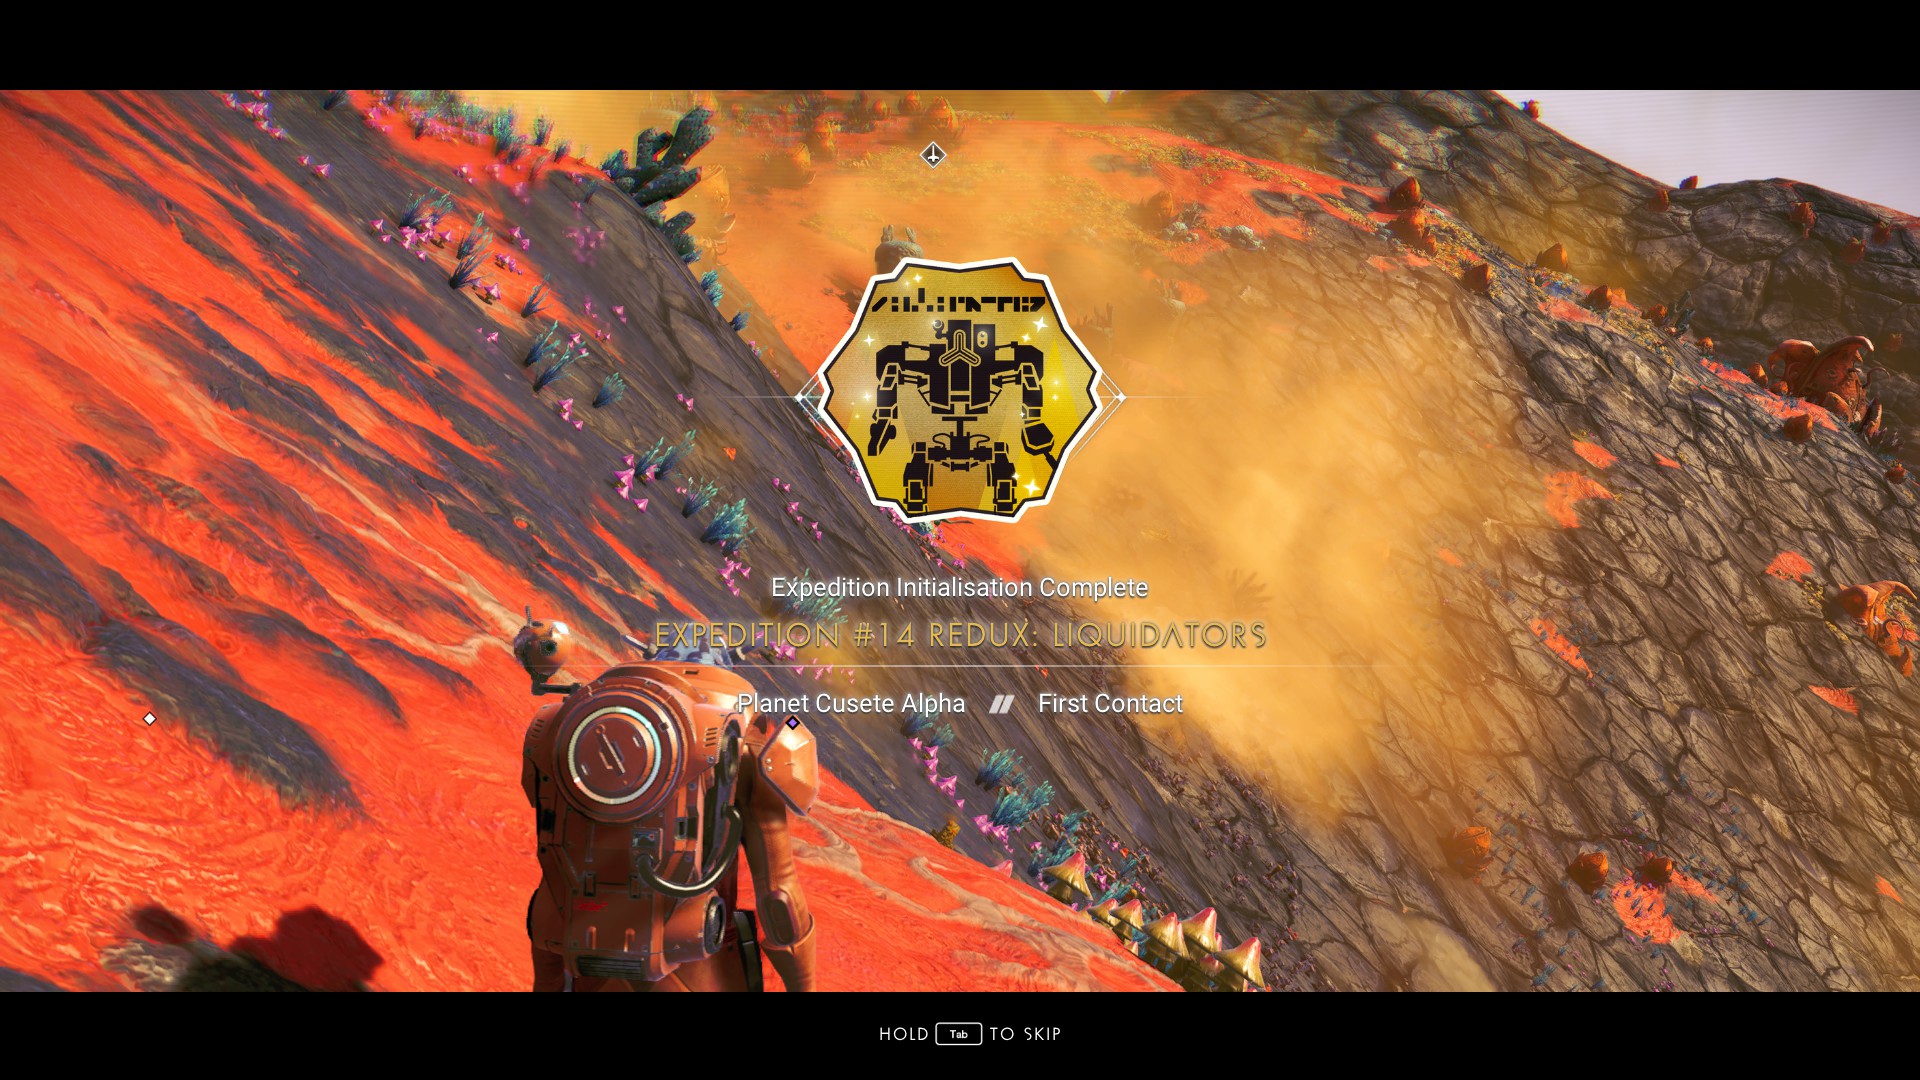 Expedition Initialisation Complete
EXPEDITION #14 REDUX: LIQUIDATORS
Planet Cusete Alpha // First Contact
HOLD Tab TO SKIP